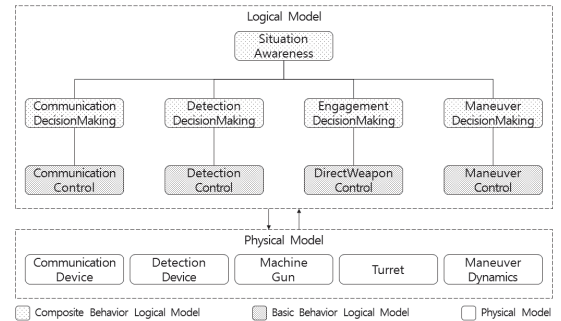 Logical Model
Situation
Awareness
Communication
DecisionMaking
Detection
DecisionMaking
Engagement
DecisionMaking
Maneuver
DecisionMaking
Communication
Control
Detection
Control
DirectWeapon
Control
Maneuver
Control
Physical Model
Communication
Device
Detection
Device
Machine
Gun
Turret
Maneuver
Dynamics
Composite Behavior Logical Model
Basic Behavior Logical Model
Physical Model